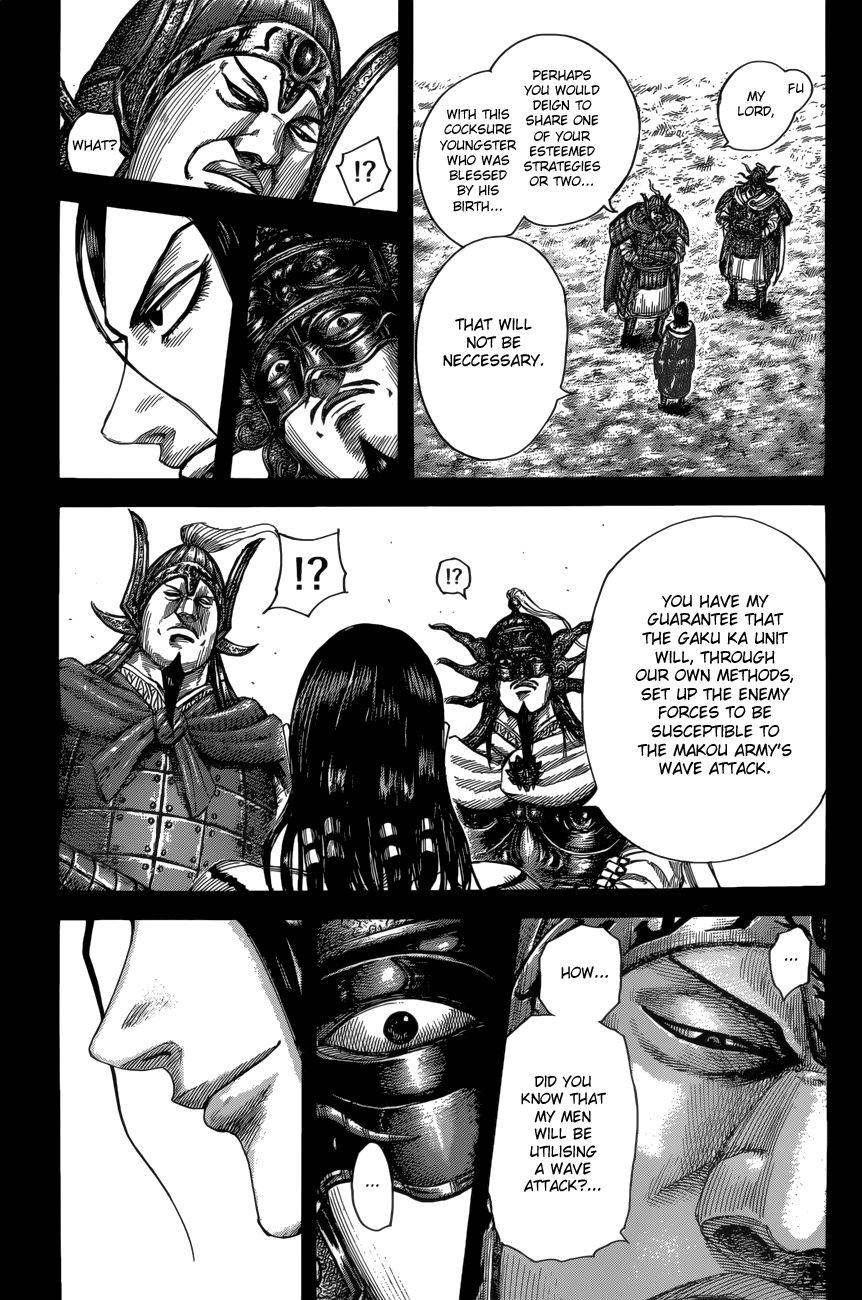 FU
MY
LORD,
PERHAPS
YOU WOULD
DEIGN TO
SHARE ONE
OF YOUR
ESTEEMED
STRATEGIES
OR TWO...
WITH THIS
COCKSURE
YOUNGSTER
WHO WAS
BLESSED
BY HIS
BIRTH...
THAT WILL
NOT BE
NECCESSARY.
WHAT?
!?
YOU HAVE MY
GUARANTEE THAT
THE GAKU KA UNIT
WILL, THROUGH
OUR OWN METHODS,
SET UP THE ENEMY
FORCES TO BE
SUSCEPTIBLE TO
THE MAKOU ARMY'S
WAVE ATTACK.
!?
!?
...
HOW...
DID YOU
KNOW THAT
MY MEN
WILL BE
UTILISING
A WAVE
ATTACK?...
...